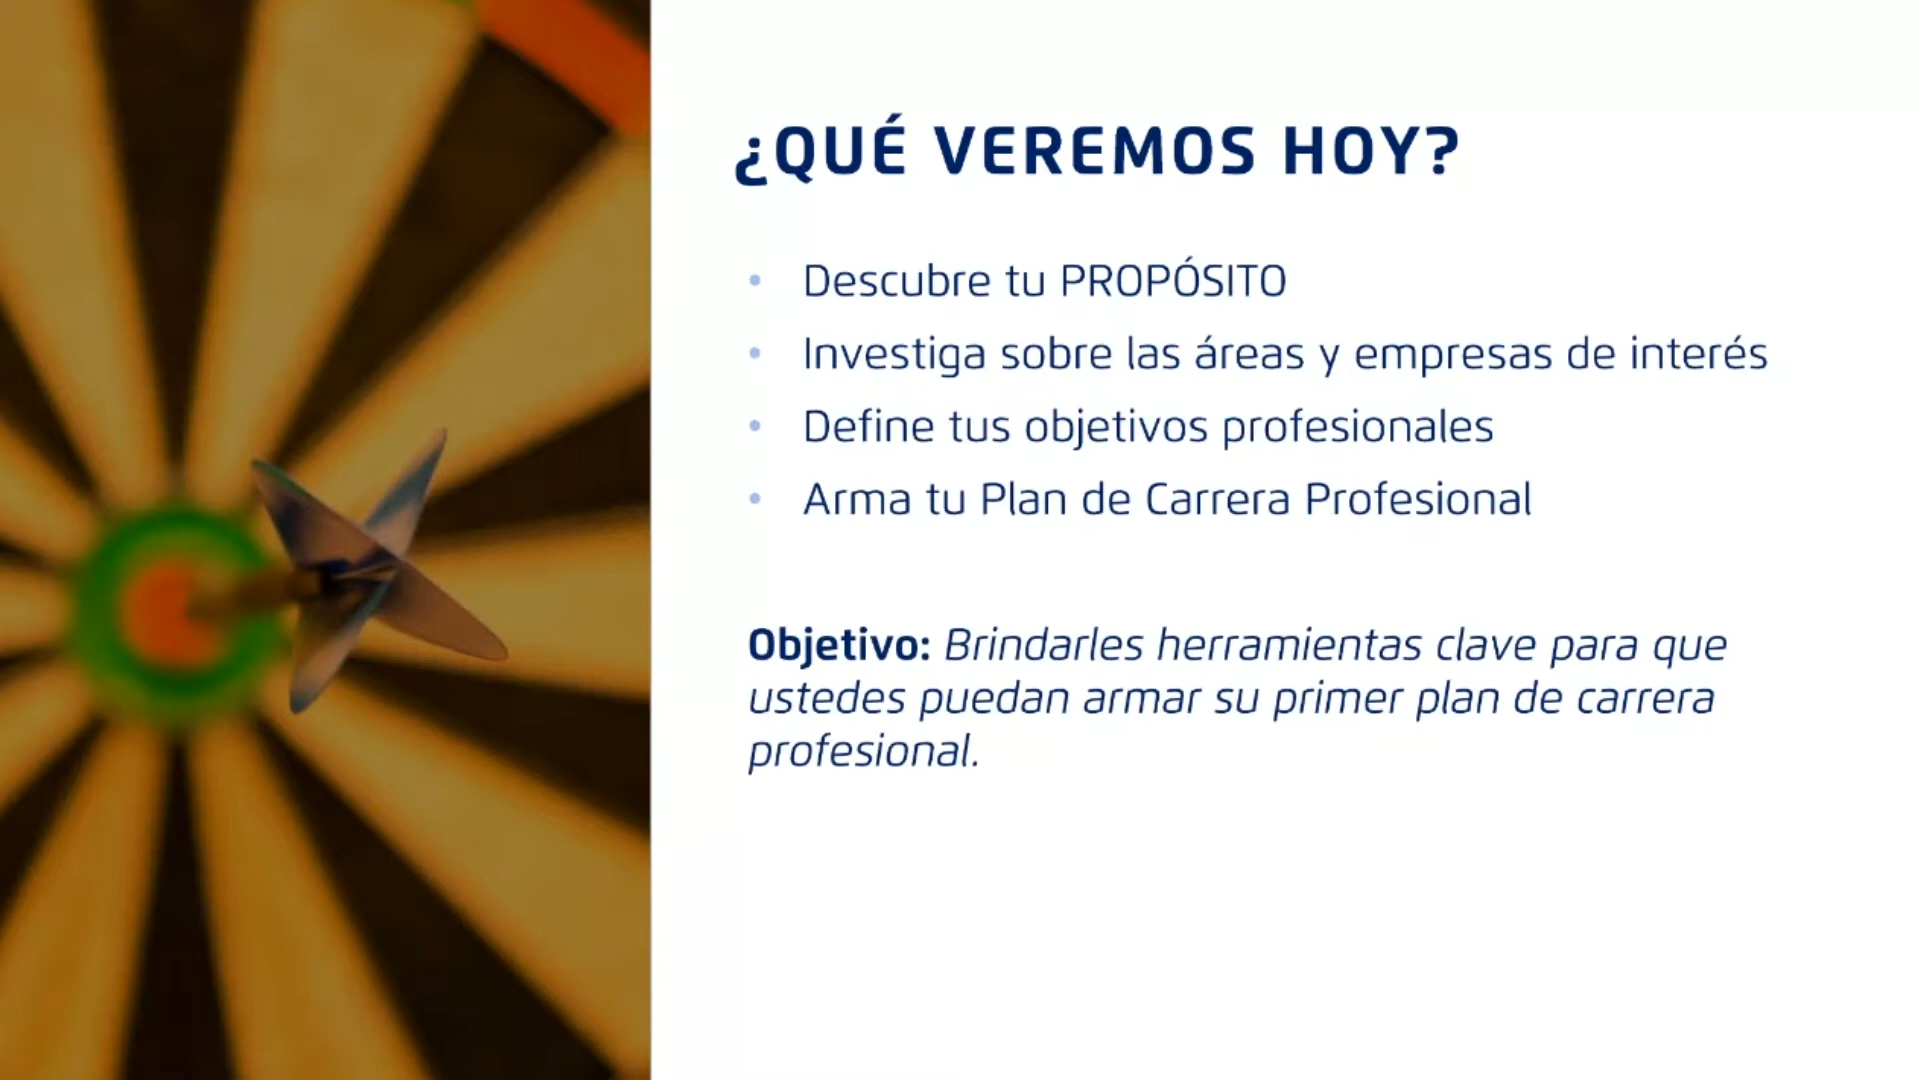 ¿QUÉ VEREMOS HOY?
• Descubre tu PROPÓSITO
• Investiga sobre las áreas y empresas de interés
• Define tus objetivos profesionales
• Arma tu Plan de Carrera Profesional
Objetivo: Brindarles herramientas clave para que
ustedes puedan armar su primer plan de carrera
profesional.